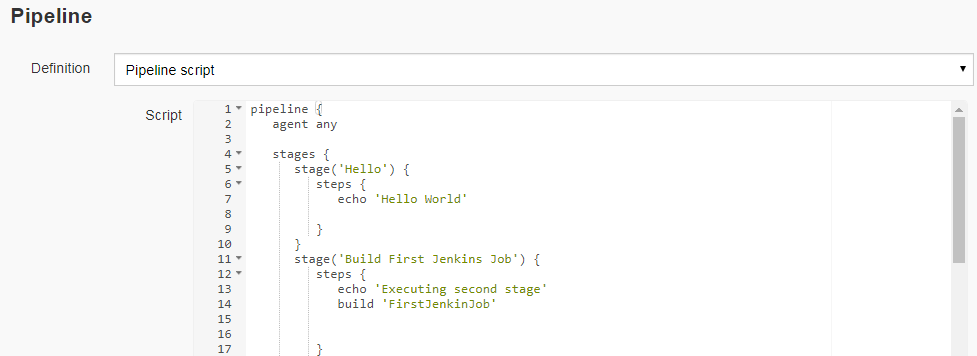 Pipeline
Definition Pipeline script
Script
1 pipeline {
2 agent any
3
4 stages {
5 stage('Hello') {
6 steps {
7 echo 'Hello World'
8
9 }
10 }
11 stage('Build First Jenkins Job') {
12 steps {
13 echo 'Executing second stage'
14 build 'FirstJenkinJob'
15
16
17 }